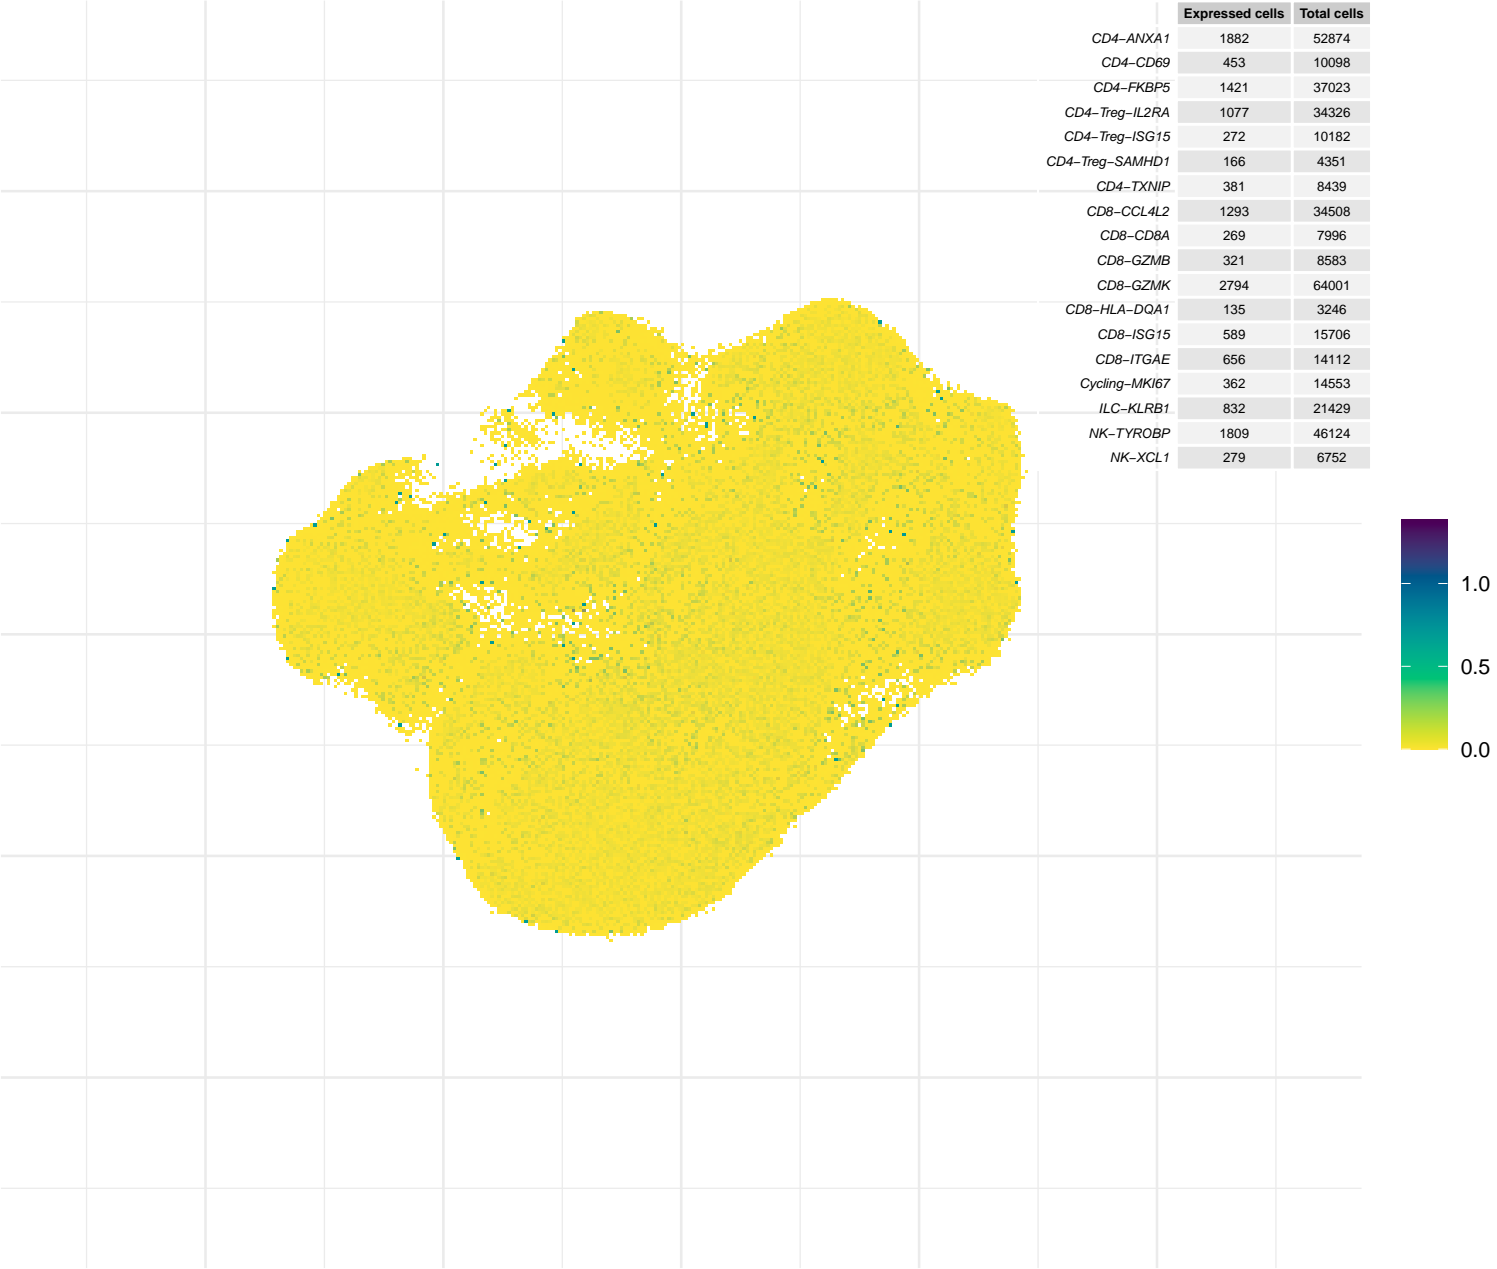 Expressed cells Total cells
CD4−ANXA1 1882 52874
CD4−CD69 453 10098
CD4−FKBP5 1421 37023
CD4−Treg−IL2RA 1077 34326
CD4−Treg−ISG15 272 10182
CD4−Treg−SAMHD1 166 4351
CD4−TXNIP 381 8439
CD8−CCL4L2 1293 34508
CD8−CD8A 269 7996
CD8−GZMB 321 8583
CD8−GZMK 2794 64001
CD8−HLA−DQA1 135 3246
CD8−ISG15 589 15706
CD8−ITGAE 656 14112
Cycling−MKI67 362 14553
ILC−KLRB1 832 21429
NK−TYROBP 1809 46124
NK−XCL1 279 6752
1.0
0.5
0.0